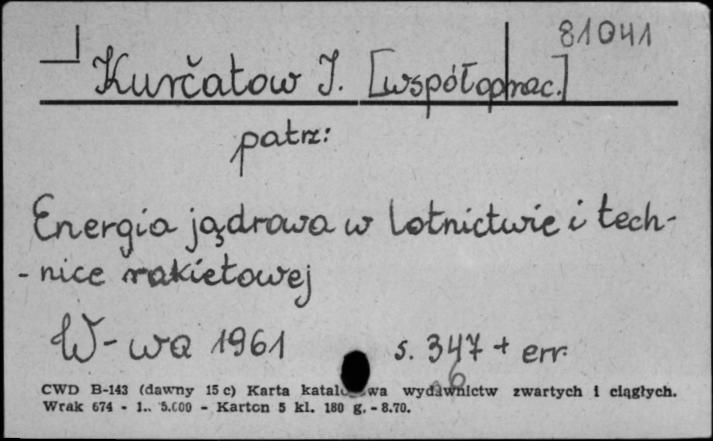 81041
Kurčatow J. [współoprac.]
patrz:
Energia jądrowa w lotnictwie i tech-
- nice rakietowej
W-wa 1961 s. 347 + err.
6
CWD B-143 (dawny 15 c) Karta katalogowa wydawnictw zwartych i ciągłych.
Wrak 674 - 1.. 5.000 - Karton 5 kl. 180 g. - 8.70.